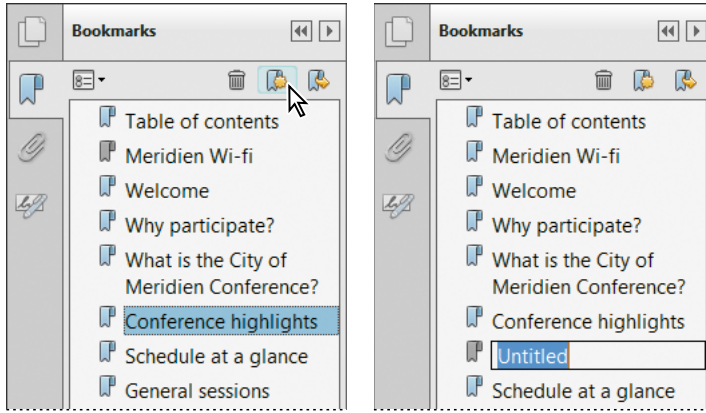 Bookmarks
Table of contents
Meridien Wi-fi
Welcome
Why participate?
What is the City of
Meridien Conference?
Conference highlights
Schedule at a glance
General sessions
Bookmarks
Table of contents
Meridien Wi-fi
Welcome
Why participate?
What is the City of
Meridien Conference?
Conference highlights
Untitled
Schedule at a glance